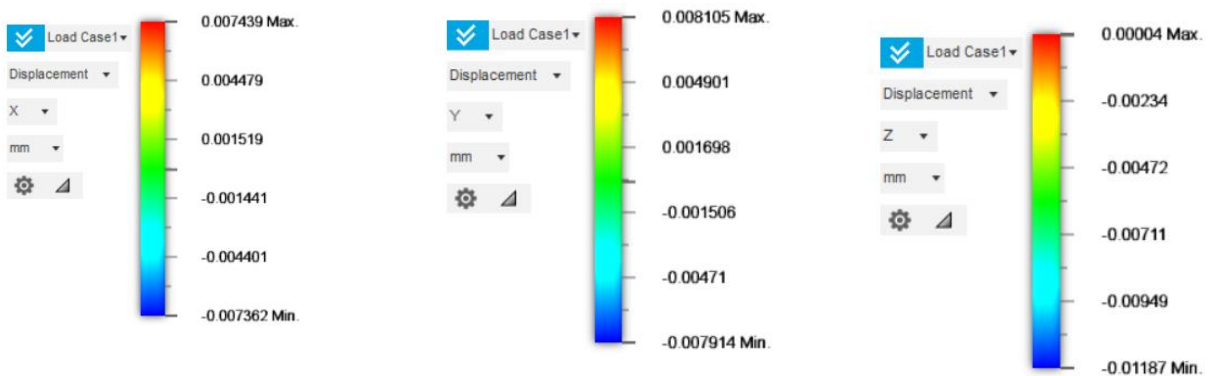 Load Case1
Displacement
X
mm
0.007439 Max.
0.004479
0.001519
-0.001441
-0.004401
-0.007362 Min.
Load Case1
Displacement
Y
mm
0.008105 Max.
0.004901
0.001698
-0.001506
-0.00471
-0.007914 Min.
Load Case1
Displacement
Z
mm
0.00004 Max.
-0.00234
-0.00472
-0.00711
-0.00949
-0.01187 Min.